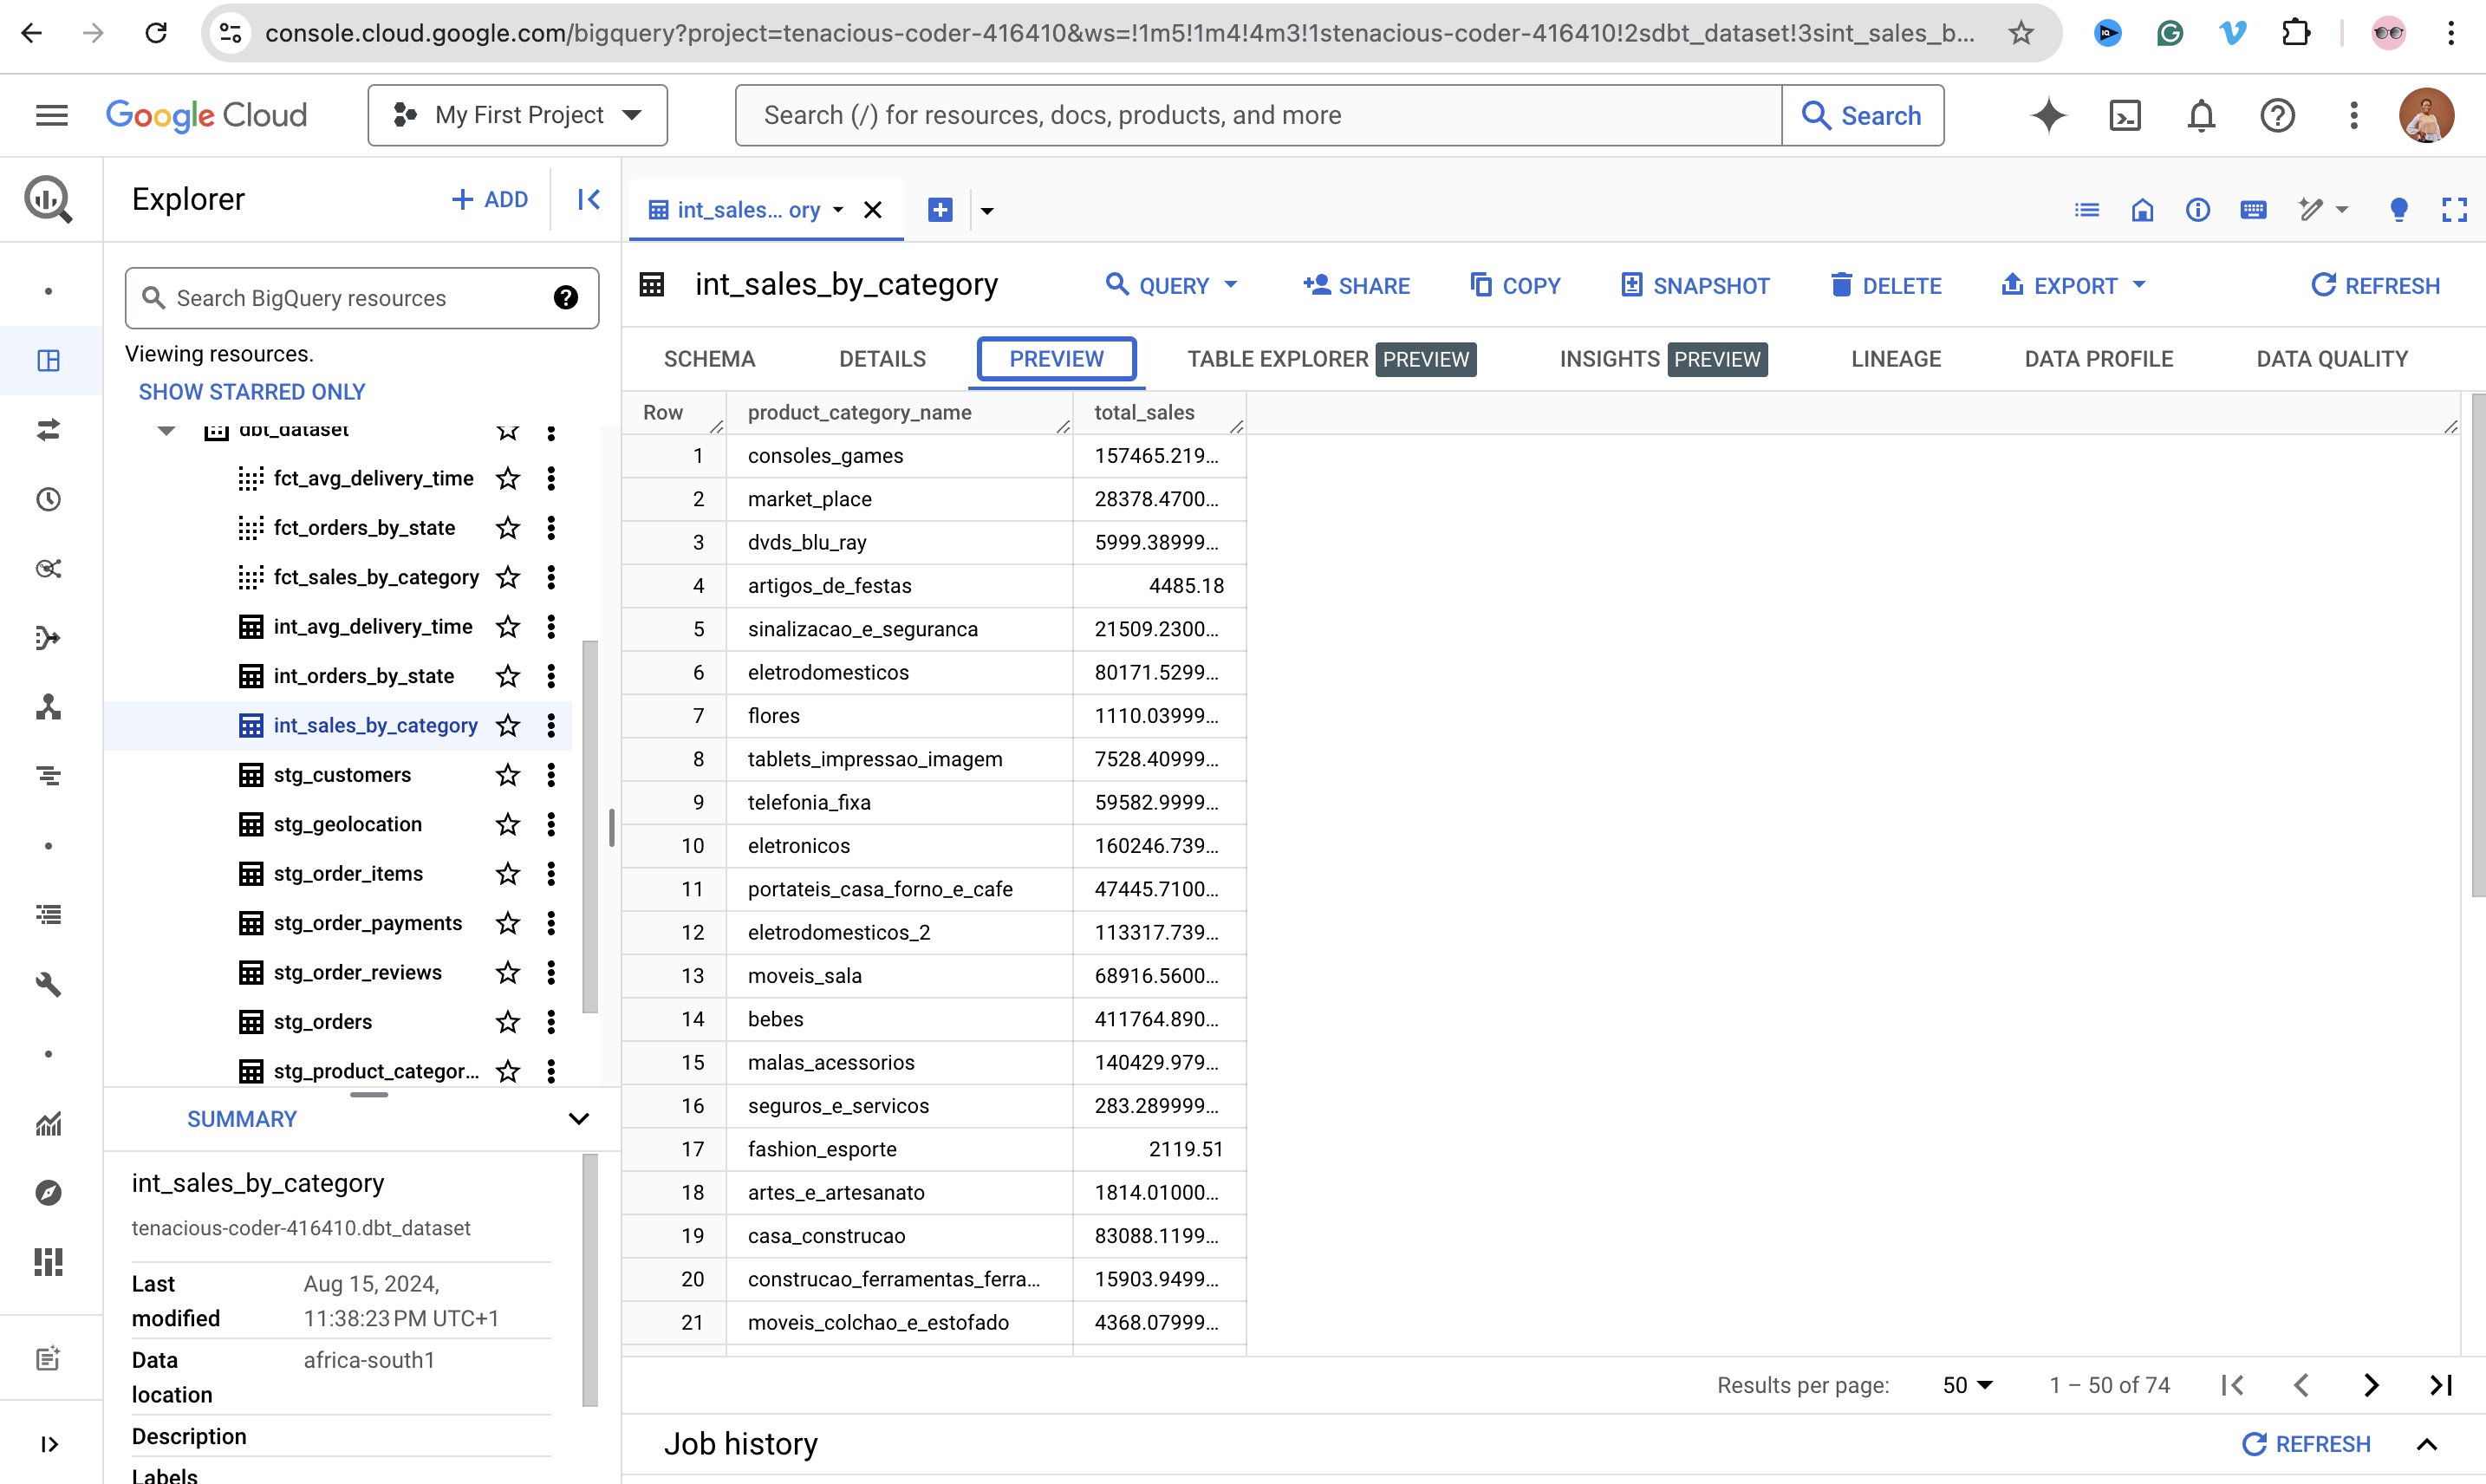 console.cloud.google.com/bigquery?project=tenacious-coder-416410&ws=!1m5!1m4!4m3!1stenacious-coder-416410!2sdbt_dataset!3sint_sales_b...
Google Cloud
My First Project
Search (/) for resources, docs, products, and more
Search
Explorer
ADD
int_sales... ory
Search BigQuery resources
Viewing resources.
SHOW STARRED ONLY
dbt_dataset
fct_avg_delivery_time
fct_orders_by_state
fct_sales_by_category
int_avg_delivery_time
int_orders_by_state
int_sales_by_category
stg_customers
stg_geolocation
stg_order_items
stg_order_payments
stg_order_reviews
stg_orders
stg_product_categor...
SUMMARY
int_sales_by_category
tenacious-coder-416410.dbt_dataset
Last modified Aug 15, 2024, 11:38:23 PM UTC+1
Data location africa-south1
Description
Labels
int_sales_by_category
QUERY SHARE COPY SNAPSHOT DELETE EXPORT REFRESH
SCHEMA DETAILS PREVIEW TABLE EXPLORER PREVIEW INSIGHTS PREVIEW LINEAGE DATA PROFILE DATA QUALITY
Row product_category_name total_sales
1 consoles_games 157465.219...
2 market_place 28378.4700...
3 dvds_blu_ray 5999.38999...
4 artigos_de_festas 4485.18
5 sinalizacao_e_seguranca 21509.2300...
6 eletrodomesticos 80171.5299...
7 flores 1110.03999...
8 tablets_impressao_imagem 7528.40999...
9 telefonia_fixa 59582.9999...
10 eletronicos 160246.739...
11 portateis_casa_forno_e_cafe 47445.7100...
12 eletrodomesticos_2 113317.739...
13 moveis_sala 68916.5600...
14 bebes 411764.890...
15 malas_acessorios 140429.979...
16 seguros_e_servicos 283.289999...
17 fashion_esporte 2119.51
18 artes_e_artesanato 1814.01000...
19 casa_construcao 83088.1199...
20 construcao_ferramentas_ferra... 15903.9499...
21 moveis_colchao_e_estofado 4368.07999...
Results per page: 50 1 – 50 of 74
Job history
REFRESH